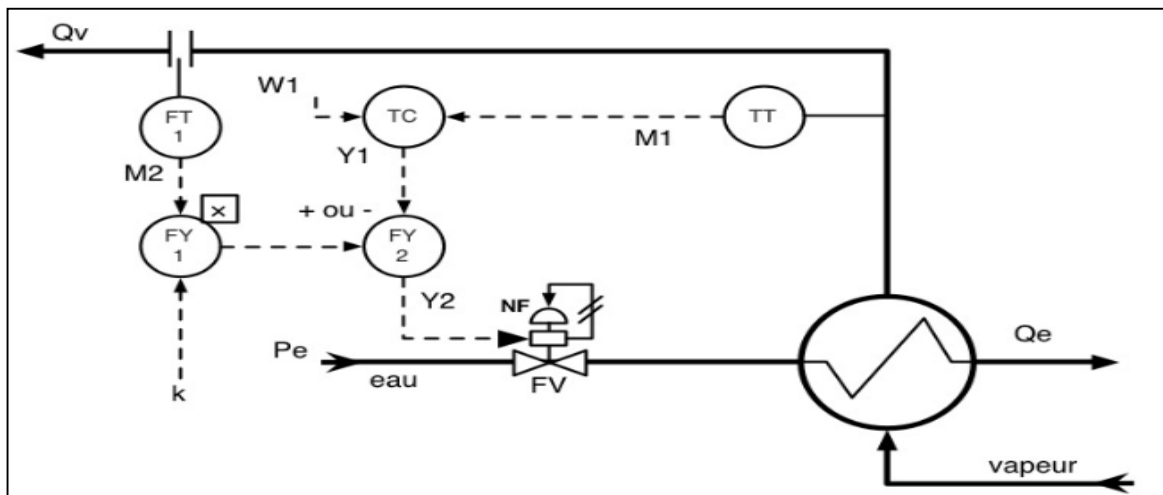 Qv
W1
FT
1
TC
TT
M1
Y1
M2
x
+ ou -
FY
1
FY
2
Y2
NF
Pe
eau
FV
Qe
k
vapeur